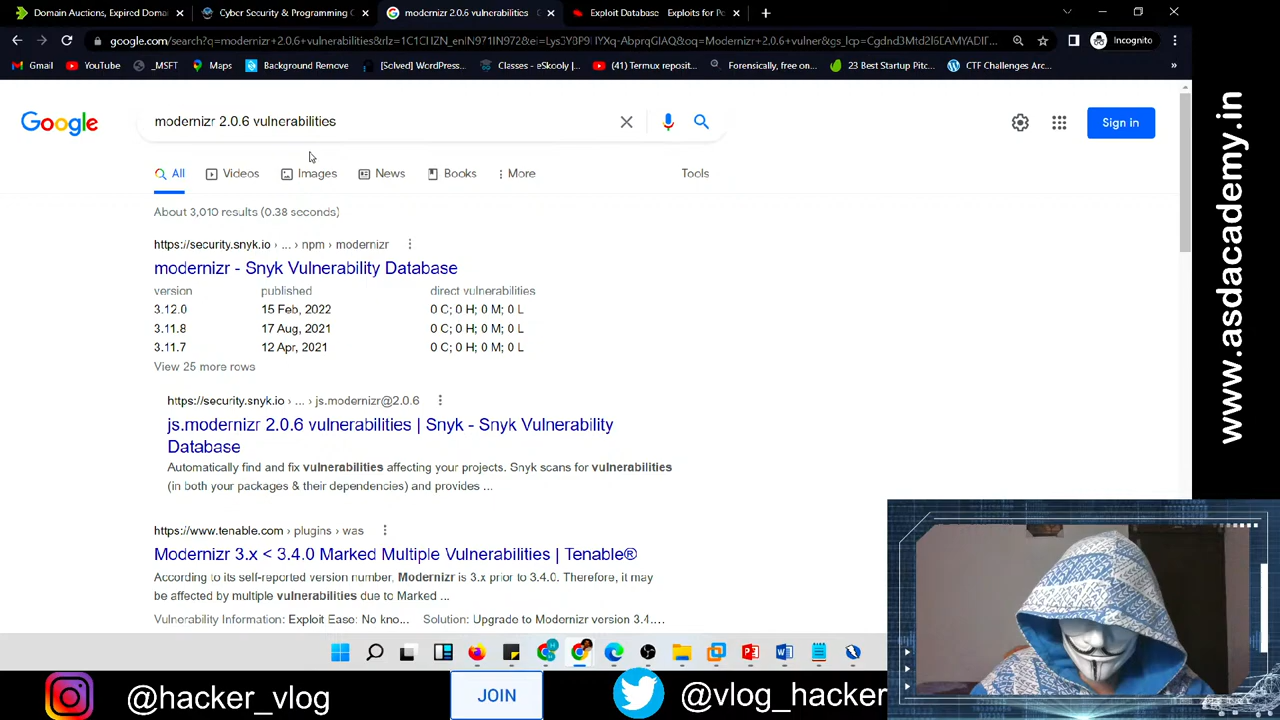 Domain Auctions, Expired Domai
Cyber Security & Programming C
modernizr 2.0.6 vulnerabilities
Exploit Database Exploits for Pe
Incognito
Gmail
YouTube
_MSFT
Maps
Background Remove
[Solved] WordPress...
Classes - eSkooly |...
(41) Termux reposit...
Forensically, free on...
23 Best Startup Pitc...
CTF Challenges Arc...
Google
modernizr 2.0.6 vulnerabilities
Sign in
All
Videos
Images
News
Books
More
Tools
About 3,010 results (0.38 seconds)
https://security.snyk.io › ... › npm › modernizr
modernizr - Snyk Vulnerability Database
version published direct vulnerabilities
3.12.0 15 Feb, 2022 0 C; 0 H; 0 M; 0 L
3.11.8 17 Aug, 2021 0 C; 0 H; 0 M; 0 L
3.11.7 12 Apr, 2021 0 C; 0 H; 0 M; 0 L
View 25 more rows
https://security.snyk.io › ... › js.modernizr@2.0.6
js.modernizr 2.0.6 vulnerabilities | Snyk - Snyk Vulnerability
Database
Automatically find and fix vulnerabilities affecting your projects. Snyk scans for vulnerabilities
(in both your packages & their dependencies) and provides ...
https://www.tenable.com › plugins › was
Modernizr 3.x < 3.4.0 Marked Multiple Vulnerabilities | Tenable®
According to its self-reported version number, Modernizr is 3.x prior to 3.4.0. Therefore, it may
be affected by multiple vulnerabilities due to Marked ...
Vulnerability Information: Exploit Ease: No kno... Solution: Upgrade to Modernizr version 3.4....
www.asdacademy.in
@hacker_vlog
JOIN
@vlog_hacker